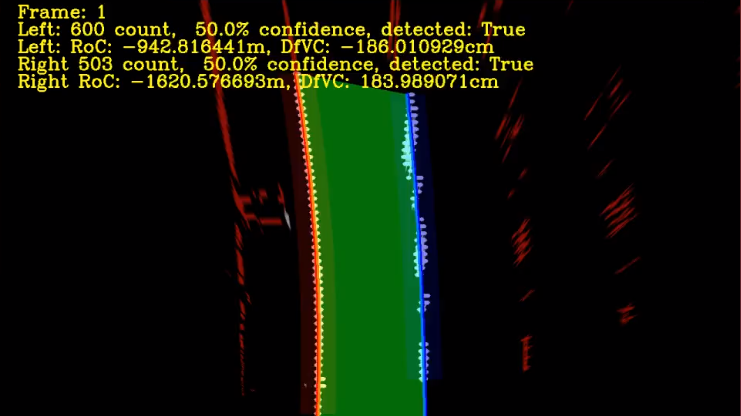 Frame: 1
Left: 600 count, 50.0% confidence, detected: True
Left: RoC: -942.816441m, DfVC: -186.010929cm
Right 503 count, 50.0% confidence, detected: True
Right RoC: -1620.576693m, DfVC: 183.989071cm